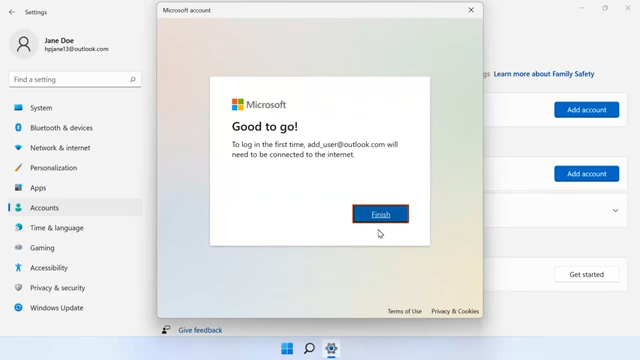 Settings
Microsoft account
Jane Doe
hpjane13@outlook.com
Find a setting
System
Bluetooth & devices
Network & internet
Personalization
Apps
Accounts
Time & language
Gaming
Accessibility
Privacy & security
Windows Update
Microsoft
Good to go!
To log in the first time, add_user@outlook.com will
need to be connected to the internet.
Finish
Terms of Use
Privacy & Cookies
Learn more about Family Safety
Add account
Add account
Get started
Give feedback